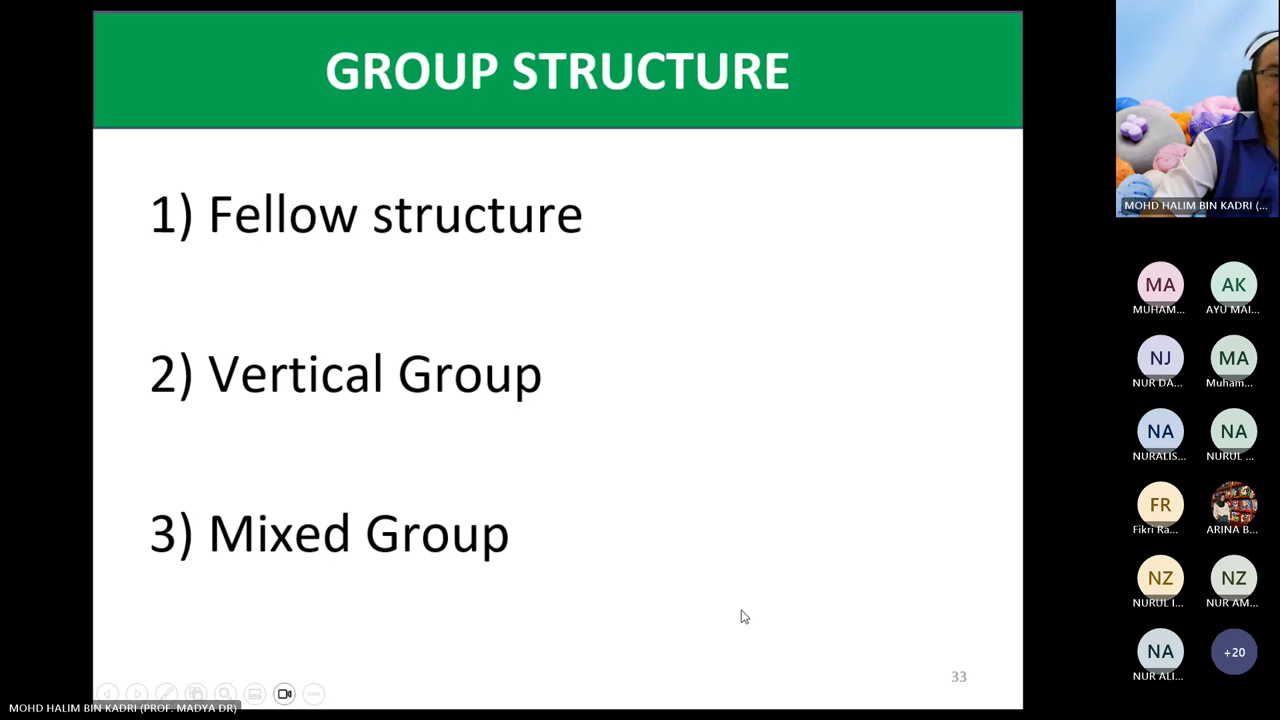 GROUP STRUCTURE
1) Fellow structure
2) Vertical Group
3) Mixed Group
33
MOHD HALIM BIN KADRI (PROF. MADYA DR)
MOHD HALIM BIN KADRI (...
MA
MUHAM...
AK
AYU MAI...
NJ
NUR DA...
MA
Muham...
NA
NURALIS...
NA
NURUL ...
FR
Fikri Ra...
ARINA B...
NZ
NURUL I...
NZ
NUR AM...
NA
NUR ALI...
+20